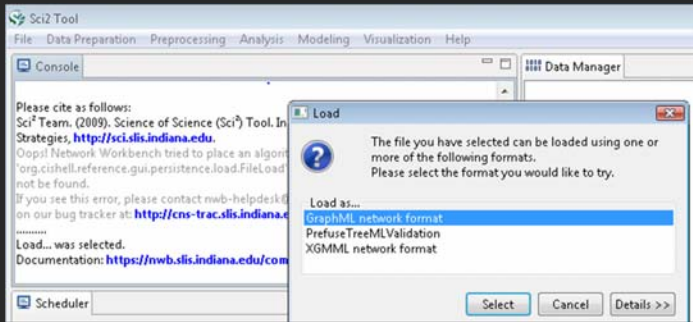 Sci2 Tool
File Data Preparation Preprocessing Analysis Modeling Visualization Help
Console
Data Manager
Please cite as follows:
Sci² Team. (2009). Science of Science (Sci²) Tool. In
Strategies, http://sci.slis.indiana.edu.
Oops! Network Workbench tried to place an algorit
'org.cishell.reference.gui.persistence.load.FileLoad'
not be found.
If you see this error, please contact nwb-helpdesk@
on our bug tracker at: http://cns-trac.slis.indiana.e
..........
Load... was selected.
Documentation: https://nwb.slis.indiana.edu/com
Scheduler
Load
The file you have selected can be loaded using one or
more of the following formats.
Please select the format you would like to try.
Load as...
GraphML network format
PrefuseTreeMLValidation
XGMML network format
Select
Cancel
Details >>